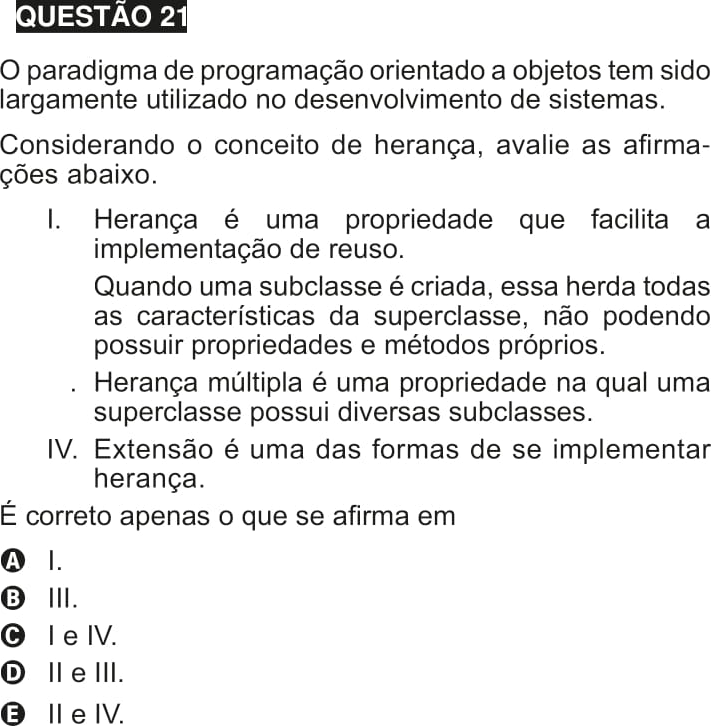 QUESTÃO 21
O paradigma de programação orientado a objetos tem sido
largamente utilizado no desenvolvimento de sistemas.
Considerando o conceito de herança, avalie as afirma-
ções abaixo.
I. Herança é uma propriedade que facilita a
implementação de reuso.
Quando uma subclasse é criada, essa herda todas
as características da superclasse, não podendo
possuir propriedades e métodos próprios.
. Herança múltipla é uma propriedade na qual uma
superclasse possui diversas subclasses.
IV. Extensão é uma das formas de se implementar
herança.
É correto apenas o que se afirma em
A I.
B III.
C I e IV.
D II e III.
E II e IV.